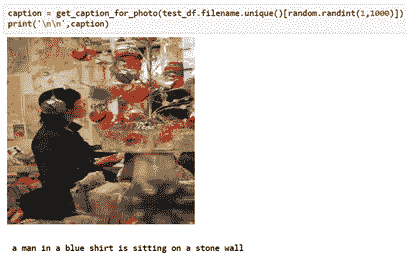 caption = get_caption_for_photo(test_df.filename.unique()[random.randint(1,1000)])
print('\n\n',caption)
a man in a blue shirt is sitting on a stone wall